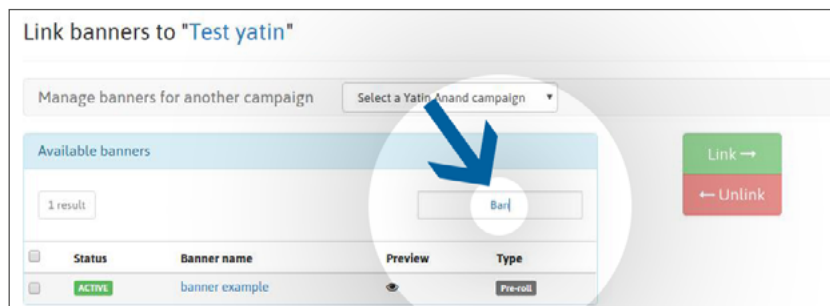 Link banners to "Test yatin"
Manage banners for another campaign Select a Yatin Anand campaign
Available banners
Link →
1 result Ban
← Unlink
Status Banner name Preview Type
ACTIVE banner example Pre-roll